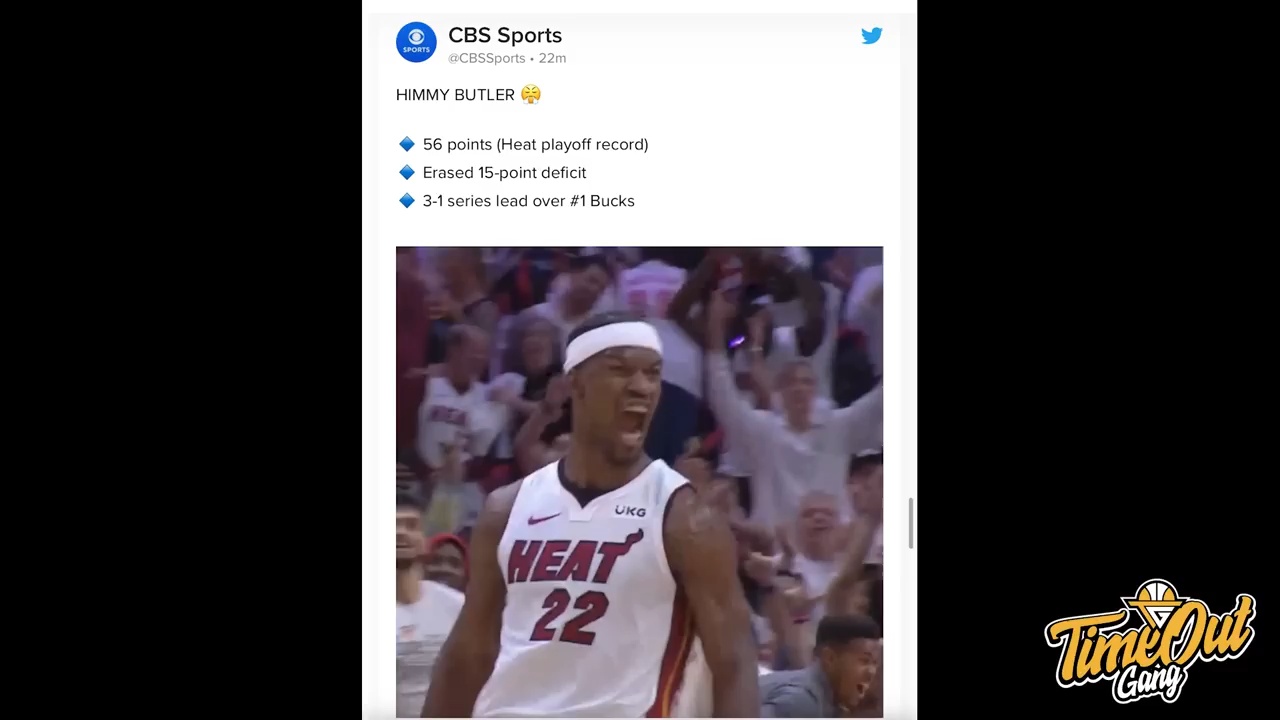 CBS Sports
SPORTS
@CBSSports • 22m
HIMMY BUTLER 😤
🔹 56 points (Heat playoff record)
🔹 Erased 15-point deficit
🔹 3-1 series lead over #1 Bucks
UKG
HEAT
22
TimeOut
Gang